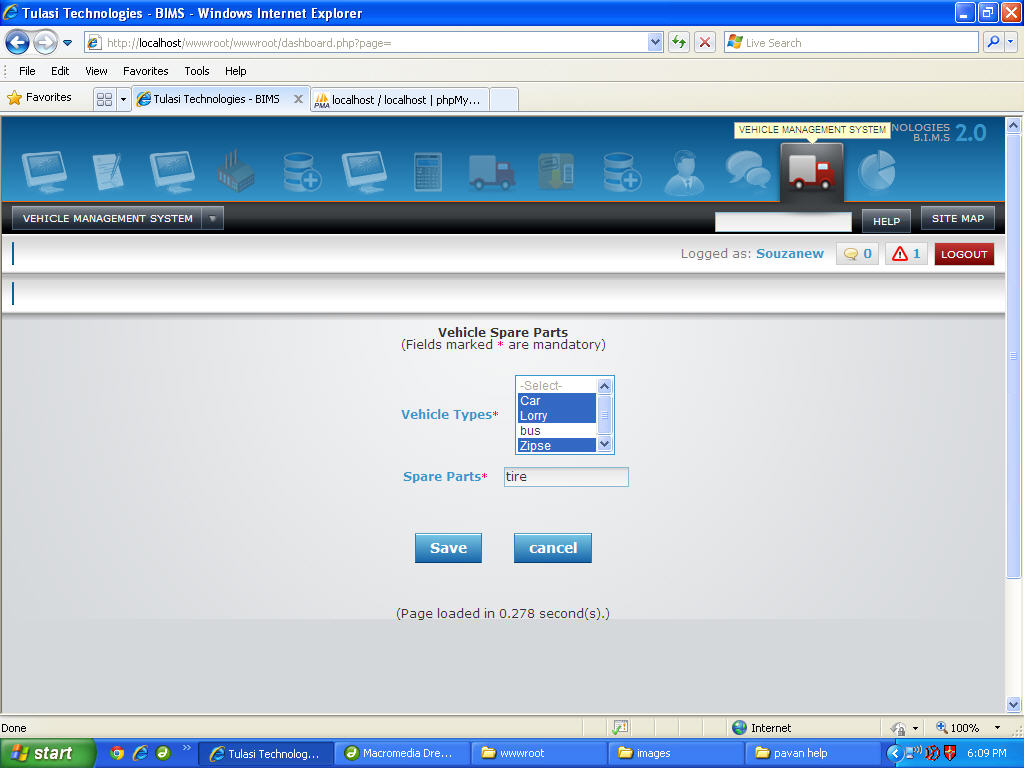 Tulasi Technologies - BIMS - Windows Internet Explorer
http://localhost/wwwroot/wwwroot/dashboard.php?page=
Live Search
File Edit View Favorites Tools Help
Favorites
Tulasi Technologies - BIMS
localhost / localhost | phpMy...
PMA
VEHICLE MANAGEMENT SYSTEM
NOLOGIES
B.I.M.S
2.0
VEHICLE MANAGEMENT SYSTEM
HELP
SITE MAP
Logged as: Souzanew
0
1
LOGOUT
Vehicle Spare Parts
(Fields marked * are mandatory)
Vehicle Types*
-Select-
Car
Lorry
bus
Zipse
Spare Parts*
tire
Save
cancel
(Page loaded in 0.278 second(s).)
Done
Internet
100%
start
Tulasi Technolog...
Macromedia Dre...
wwwroot
images
pavan help
6:09 PM